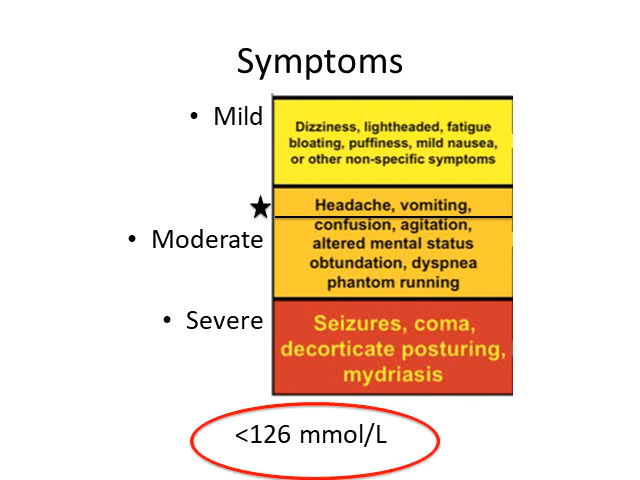 Symptoms
• Mild
Dizziness, lightheaded, fatigue
bloating, puffiness, mild nausea,
or other non-specific symptoms
Headache, vomiting,
confusion, agitation,
• Moderate
altered mental status
obtundation, dyspnea
phantom running
• Severe
Seizures, coma,
decorticate posturing,
mydriasis
<126 mmol/L